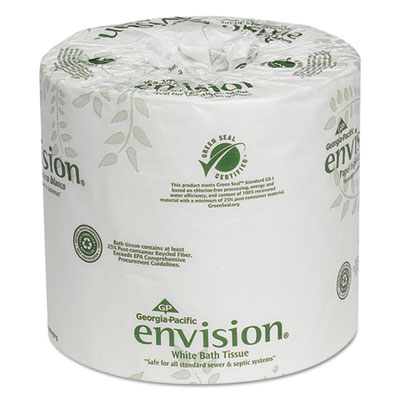 envision
GREEN SEAL
CERTIFIED
This product meets Green Seal™ Standard GS 1
based on chlorine-free processing, energy and
water efficiency, and content of 100% recovered
material with a minimum of 25% post-consumer material.
GreenSeal.org
Georgia-Pacific
envision
vision®
blanco
Bath tissue contains at least
25% Post-consumer Recycled Fiber.
Exceeds EPA Comprehensive
Procurement Guidelines.
GP
Georgia-Pacific
envision®
White Bath Tissue
"Safe for all standard sewer & septic systems"